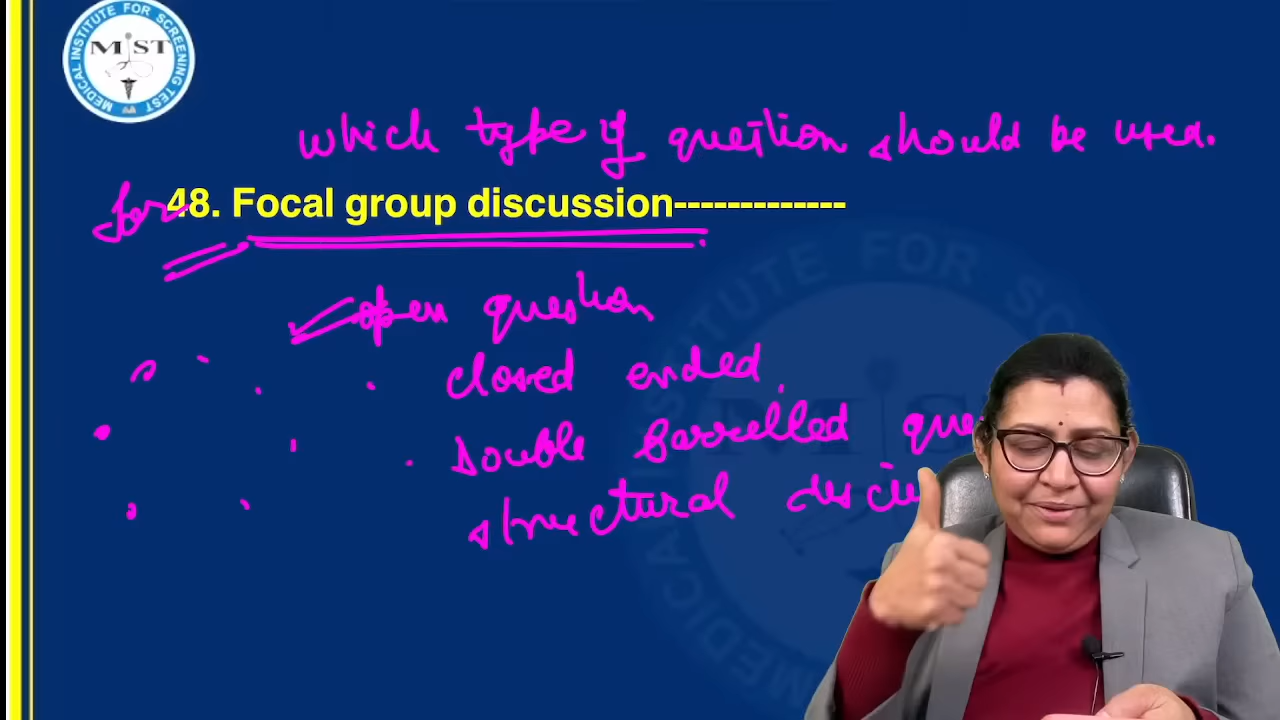 MEDICAL INSTITUTE FOR SCREENING TEST
MIST
which type of question should be used.
for
48. Focal group discussion-------------
open question
closed ended
Double barrelled que
structural